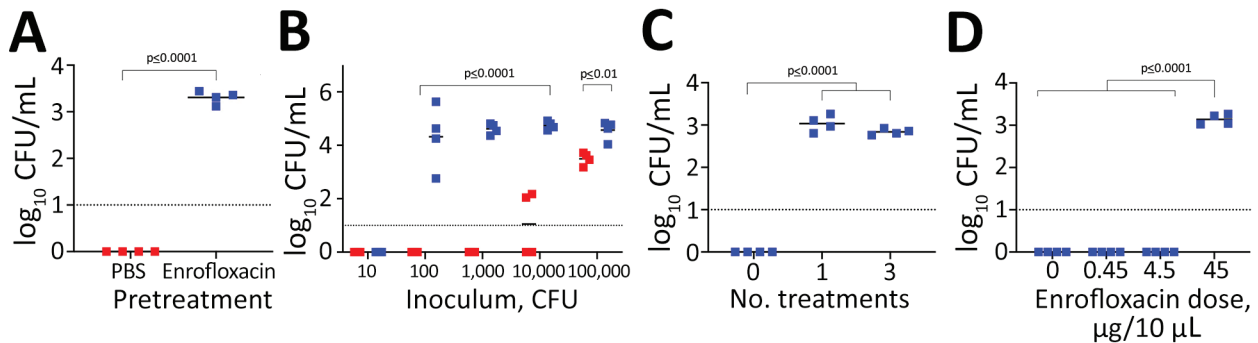 A
p≤0.0001
4
3
2
1
0
log10 CFU/mL
PBS Enrofloxacin
Pretreatment
B
p≤0.0001
p≤0.01
6
4
2
0
log10 CFU/mL
10 100 1,000 10,000 100,000
Inoculum, CFU
C
p≤0.0001
4
3
2
1
0
log10 CFU/mL
0 1 3
No. treatments
D
p≤0.0001
4
3
2
1
0
log10 CFU/mL
0 0.45 4.5 45
Enrofloxacin dose,
µg/10 µL